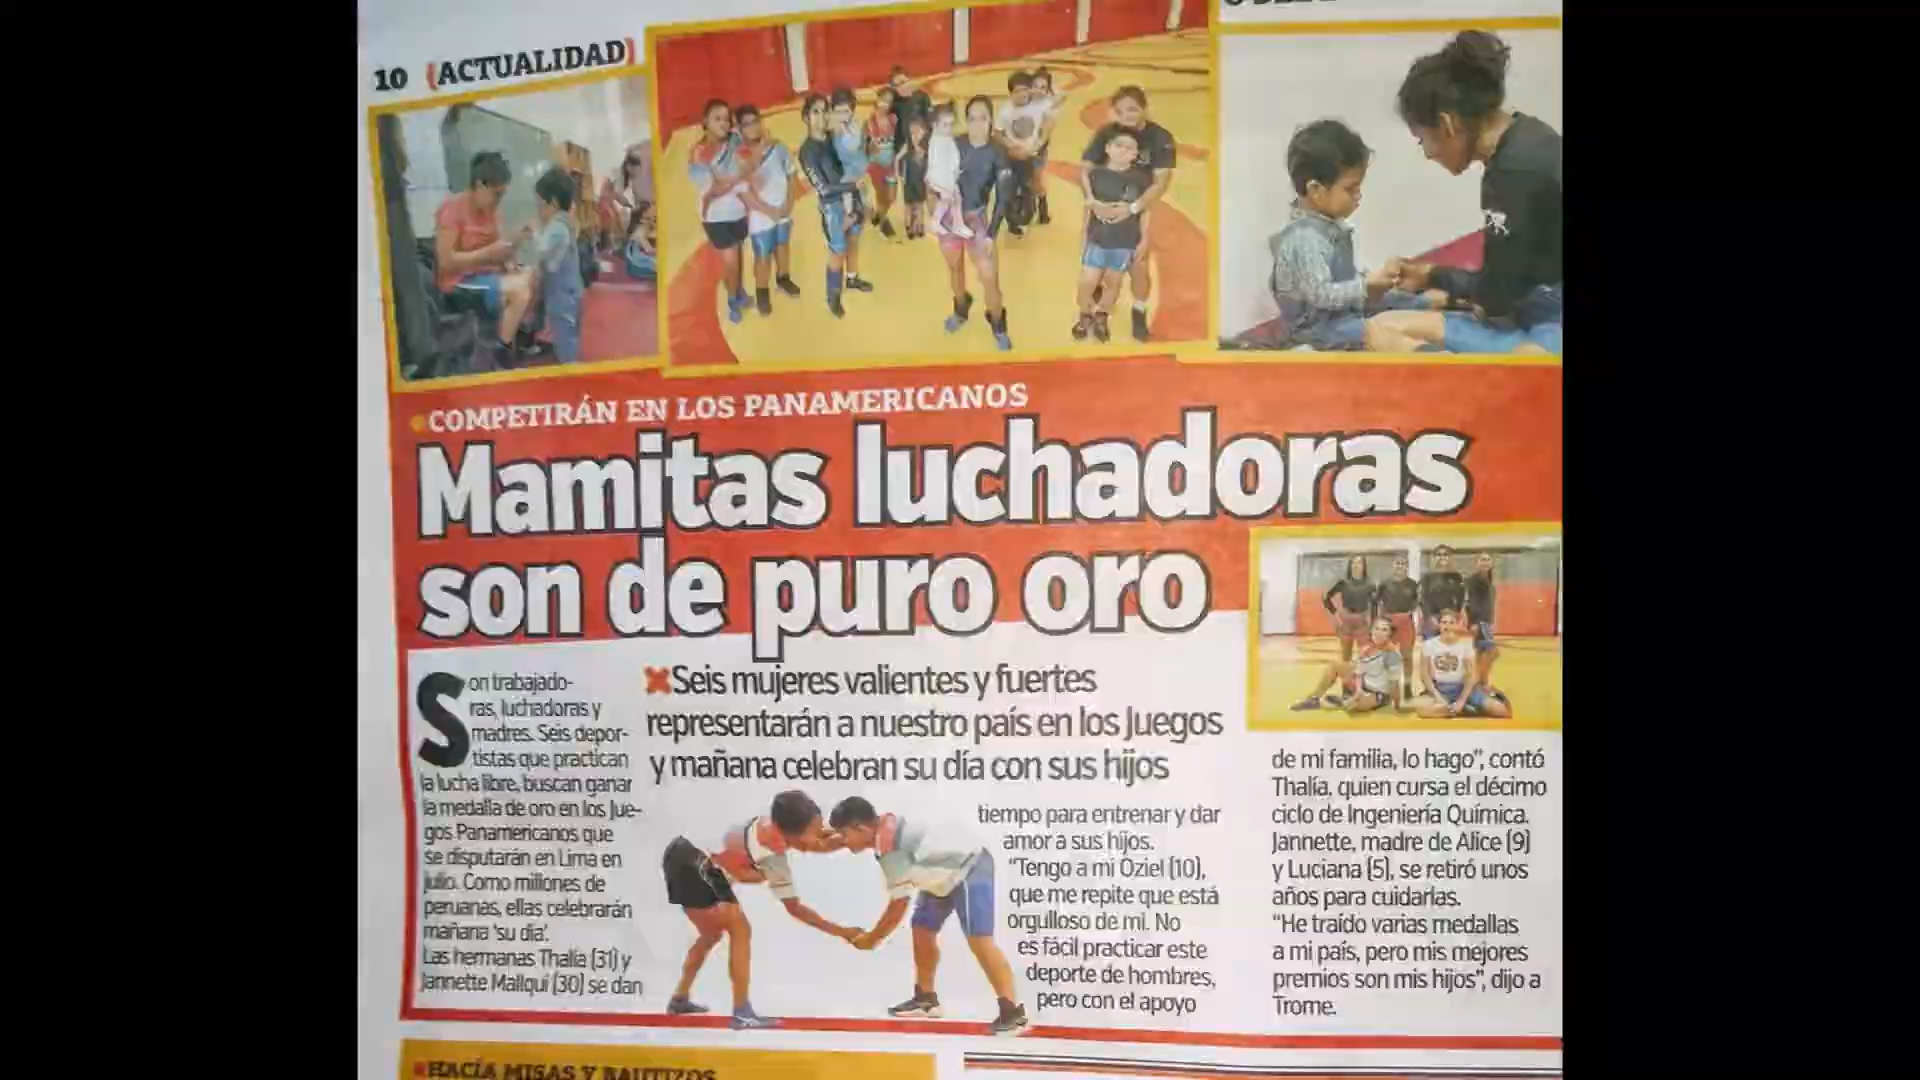 10 (ACTUALIDAD)
COMPETIRÁN EN LOS PANAMERICANOS
Mamitas luchadoras
son de puro oro
Seis mujeres valientes y fuertes
representarán a nuestro país en los Juegos
y mañana celebran su día con sus hijos
Son trabajado-
ras, luchadoras y
madres. Seis depor-
tistas que practican
la lucha libre, buscan ganar
la medalla de oro en los Jue-
gos Panamericanos que
se disputarán en Lima en
julio. Como millones de
peruanas, ellas celebrarán
mañana 'su día'.
Las hermanas Thalía (31) y
Jannette Mallqui (30) se dan
tiempo para entrenar y dar
amor a sus hijos.
"Tengo a mi Oziel (10),
que me repite que está
orgulloso de mi. No
es fácil practicar este
deporte de hombres,
pero con el apoyo
de mi familia, lo hago", contó
Thalía, quien cursa el décimo
ciclo de Ingeniería Química.
Jannette, madre de Alice (9)
y Luciana (5), se retiró unos
años para cuidarlas.
"He traído varias medallas
a mi país, pero mis mejores
premios son mis hijos", dijo a
Trome.
HACÍA MISAS Y BAUTIZOS